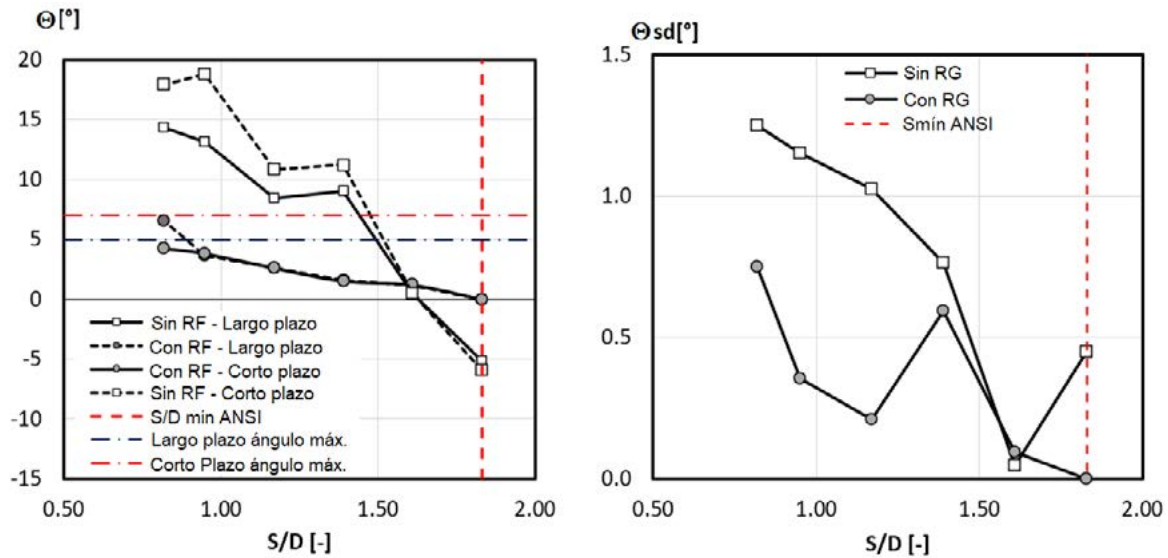 Θ[°]
20
15
10
5
0
-5
-10
-15
Sin RF - Largo plazo
Con RF - Largo plazo
Con RF - Corto plazo
Sin RF - Corto plazo
S/D min ANSI
Largo plazo ángulo máx.
Corto Plazo ángulo máx.
0.50 1.00 1.50 2.00
S/D [-]
Θsd[°]
1.5
1.0
0.5
0.0
Sin RG
Con RG
Smín ANSI
0.50 1.00 1.50 2.00
S/D [-]